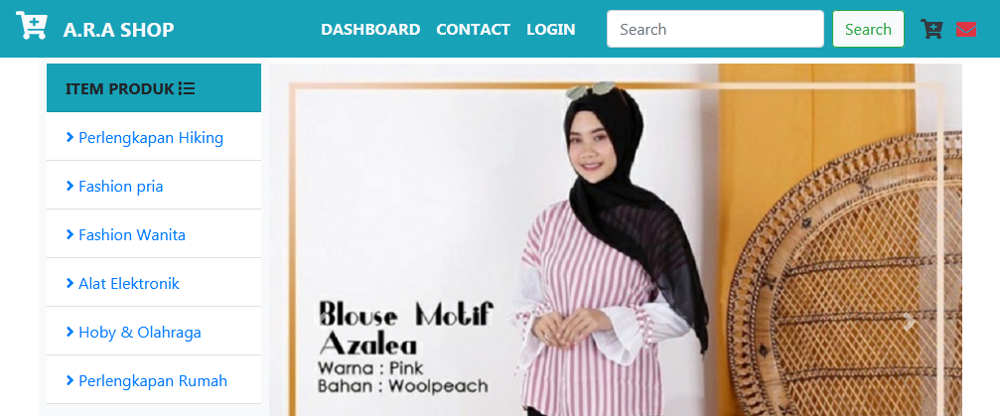 A.R.A SHOP
DASHBOARD CONTACT LOGIN Search Search
ITEM PRODUK
Perlengkapan Hiking
Fashion pria
Fashion Wanita
Alat Elektronik
Hoby & Olahraga
Perlengkapan Rumah
Blouse Motif
Azalea
Warna : Pink
Bahan : Woolpeach